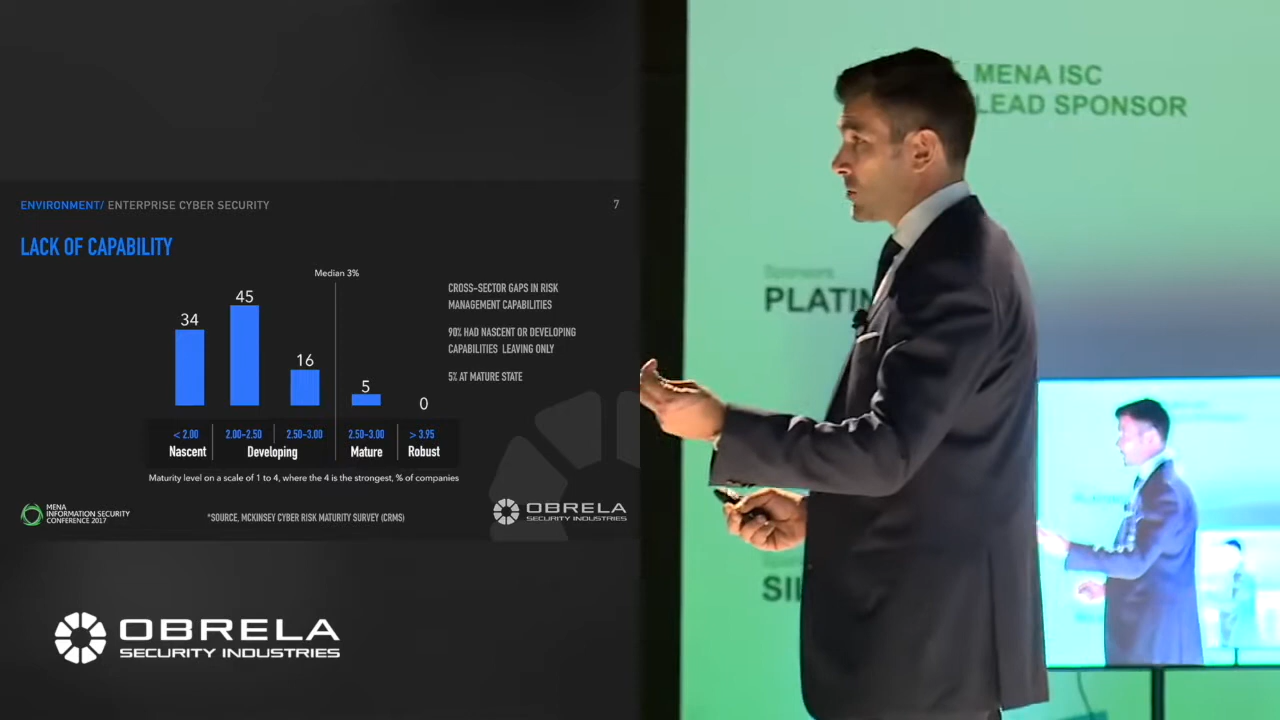 ENVIRONMENT/ ENTERPRISE CYBER SECURITY
7
LACK OF CAPABILITY
Median 3%
34
45
16
5
0
< 2.00
2.00-2.50
2.50-3.00
2.50-3.00
> 3.95
Nascent
Developing
Mature
Robust
Maturity level on a scale of 1 to 4, where the 4 is the strongest, % of companies
CROSS-SECTOR GAPS IN RISK
MANAGEMENT CAPABILITIES
90% HAD NASCENT OR DEVELOPING
CAPABILITIES LEAVING ONLY
5% AT MATURE STATE
MENA
INFORMATION SECURITY
CONFERENCE 2017
*SOURCE, MCKINSEY CYBER RISK MATURITY SURVEY (CRMS)
OBRELA
SECURITY INDUSTRIES
OBRELA
SECURITY INDUSTRIES
MENA ISC
LEAD SPONSOR
Sponsors
PLATIN
SIL